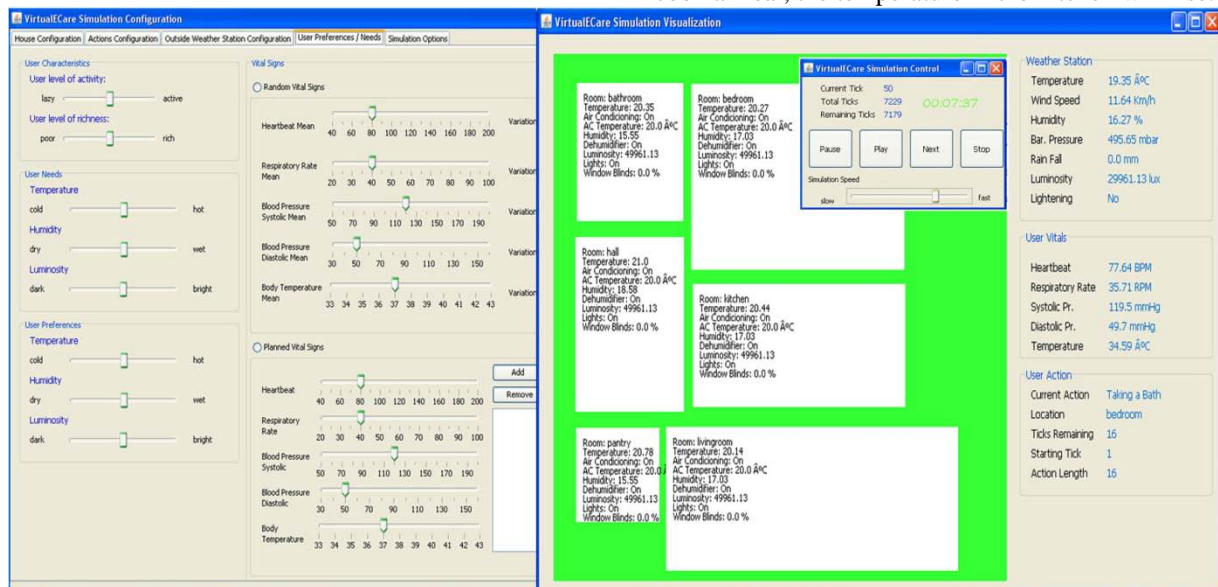 VirtualECare Simulation Configuration
House Configuration Actions Configuration Outside Weather Station Configuration User Preferences / Needs Simulation Options
User Characteristics
User level of activity:
lazy active
User level of richness:
poor rich
User Needs
Temperature
cold hot
Humidity
dry wet
Luminosity
dark bright
User Preferences
Temperature
cold hot
Humidity
dry wet
Luminosity
dark bright
Vital Signs
Random Vital Signs
Heartbeat Mean
40 60 80 100 120 140 160 180 200
Variation
Respiratory Rate
Mean
20 30 40 50 60 70 80 90 100
Variation
Blood Pressure
Systolic Mean
50 70 90 110 130 150 170 190
Variation
Blood Pressure
Diastolic Mean
30 50 70 90 110 130 150
Variation
Body Temperature
Mean
33 34 35 36 37 38 39 40 41 42 43
Variation
Planned Vital Signs
Heartbeat
40 60 80 100 120 140 160 180 200
Respiratory
Rate
20 30 40 50 60 70 80 90 100
Blood Pressure
Systolic
50 70 90 110 130 150 170 190
Blood Pressure
Diastolic
30 50 70 90 110 130 150
Body
Temperature
33 34 35 36 37 38 39 40 41 42 43
Add
Remove
VirtualECare Simulation Visualization
Room: bathroom
Temperature: 20.35
Air Condicioning: On
AC Temperature: 20.0 ÂºC
Humidity: 15.55
Dehumidifier: On
Luminosity: 49961.13
Lights: On
Window Blinds: 0.0 %
Room: bedroom
Temperature: 20.27
Air Condicioning: On
AC Temperature: 20.0
Humidity: 17.03
Dehumidifier: On
Luminosity: 49961.13
Lights: On
Window Blinds: 0.0 %
Room: hall
Temperature: 21.0
Air Condicioning: On
AC Temperature: 20.0 ÂºC
Humidity: 18.58
Dehumidifier: On
Luminosity: 49961.13
Lights: On
Window Blinds: 0.0 %
Room: kitchen
Temperature: 20.44
Air Condicioning: On
AC Temperature: 20.0 ÂºC
Humidity: 17.03
Dehumidifier: On
Luminosity: 49961.13
Lights: On
Window Blinds: 0.0 %
Room: pantry
Temperature: 20.78
Air Condicioning: On
AC Temperature: 20.0
Humidity: 15.55
Dehumidifier: On
Luminosity: 49961.13
Lights: On
Window Blinds: 0.0 %
Room: livingroom
Temperature: 20.14
Air Condicioning: On
AC Temperature: 20.0 ÂºC
Humidity: 17.03
Dehumidifier: On
Luminosity: 49961.13
Lights: On
Window Blinds: 0.0 %
VirtualECare Simulation Control
Current Tick 50
Total Ticks 7229
Remaining Ticks 7179
00:07:37
Pause Play Next Stop
Simulation Speed
slow fast
Weather Station
Temperature 19.35 ÂºC
Wind Speed 11.64 Km/h
Humidity 16.27 %
Bar. Pressure 495.65 mbar
Rain Fall 0.0 mm
Luminosity 29961.13 lux
Lightening No
User Vitals
Heartbeat 77.64 BPM
Respiratory Rate 35.71 RPM
Systolic Pr. 119.5 mmHg
Diastolic Pr. 49.7 mmHg
Temperature 34.59 ÂºC
User Action
Current Action Taking a Bath
Location bedroom
Ticks Remaining 16
Starting Tick 1
Action Length 16